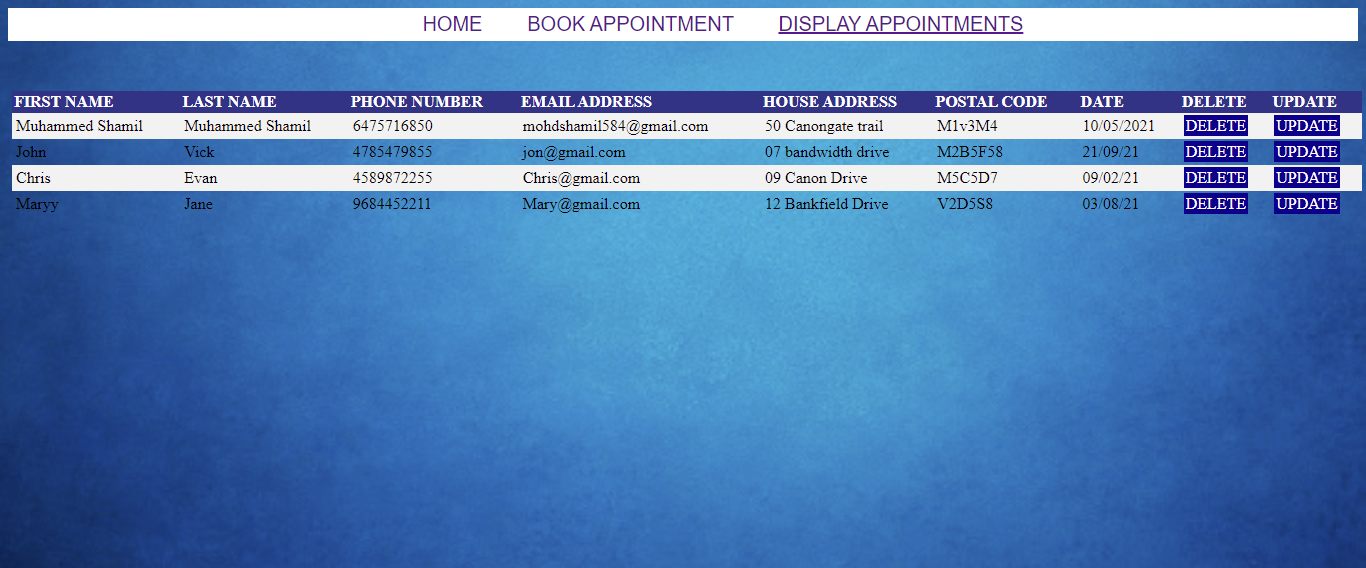 HOME BOOK APPOINTMENT DISPLAY APPOINTMENTS
FIRST NAME LAST NAME PHONE NUMBER EMAIL ADDRESS HOUSE ADDRESS POSTAL CODE DATE DELETE UPDATE
Muhammed Shamil Muhammed Shamil 6475716850 mohdshamil584@gmail.com 50 Canongate trail M1v3M4 10/05/2021 DELETE UPDATE
John Vick 4785479855 jon@gmail.com 07 bandwidth drive M2B5F58 21/09/21 DELETE UPDATE
Chris Evan 4589872255 Chris@gmail.com 09 Canon Drive M5C5D7 09/02/21 DELETE UPDATE
Maryy Jane 9684452211 Mary@gmail.com 12 Bankfield Drive V2D5S8 03/08/21 DELETE UPDATE